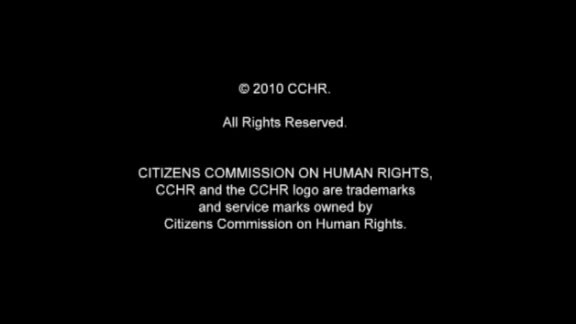 © 2010 CCHR.
All Rights Reserved.
CITIZENS COMMISSION ON HUMAN RIGHTS,
CCHR and the CCHR logo are trademarks
and service marks owned by
Citizens Commission on Human Rights.